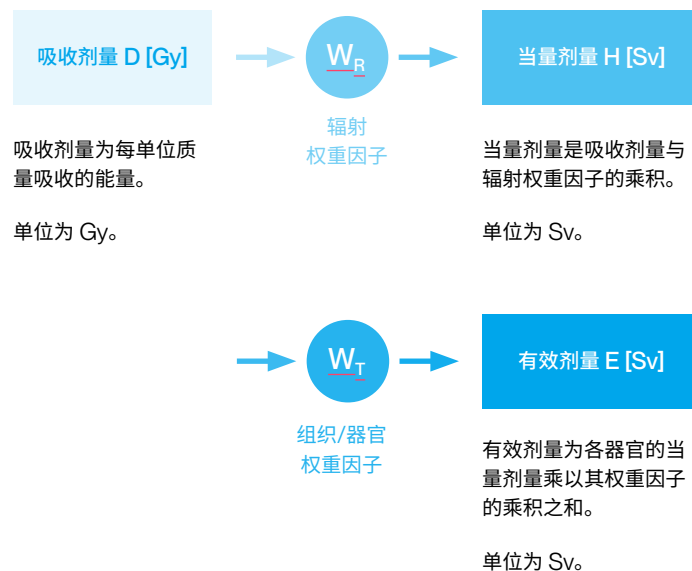 吸收剂量 D [Gy]
W_R
当量剂量 H [Sv]
辐射
权重因子
吸收剂量为每单位质
量吸收的能量。
单位为 Gy。
当量剂量是吸收剂量与
辐射权重因子的乘积。
单位为 Sv。
W_T
有效剂量 E [Sv]
组织/器官
权重因子
有效剂量为各器官的当
量剂量乘以其权重因子
的乘积之和。
单位为 Sv。